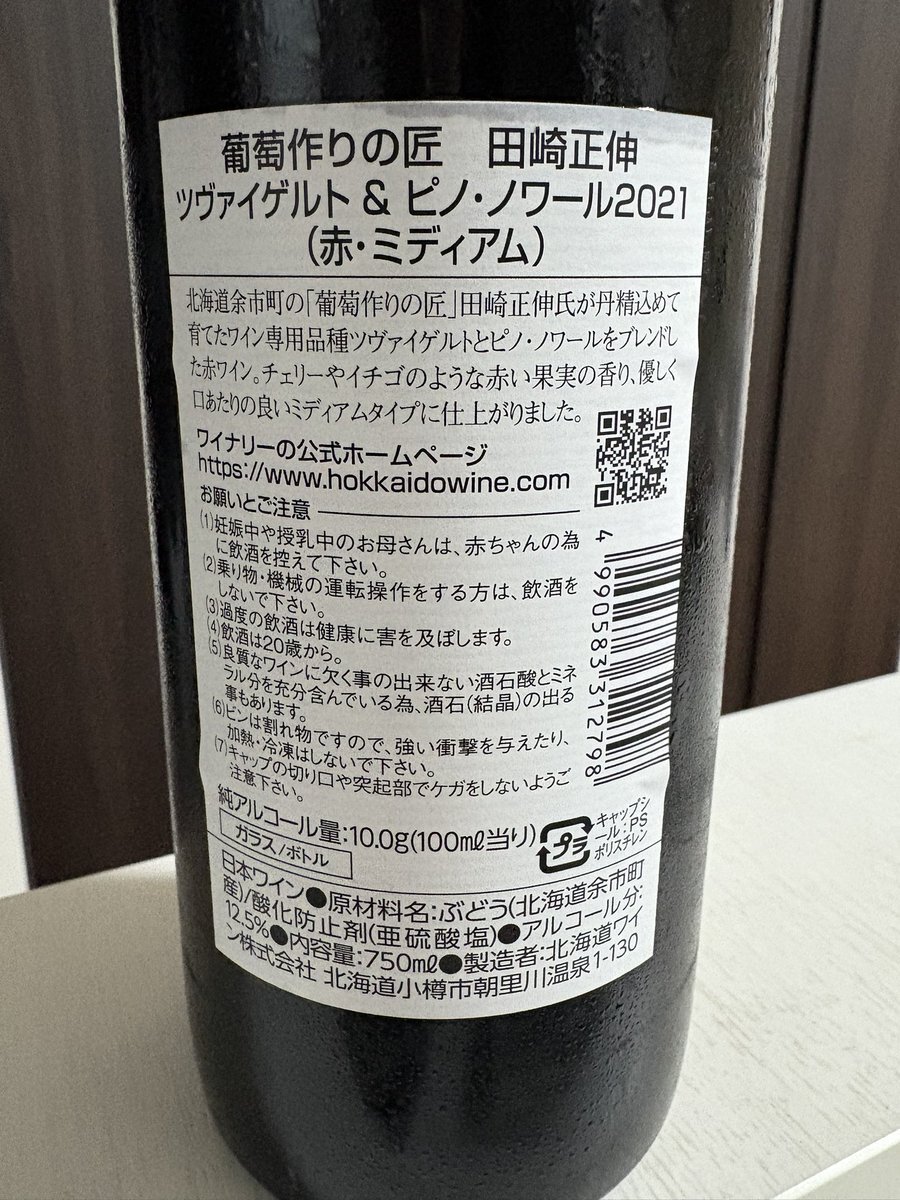 葡萄作りの匠　田崎正伸
ツヴァイゲルト & ピノ・ノワール2021
(赤・ミディアム)
北海道余市町の「葡萄作りの匠」田崎正伸氏が丹精込めて
育てたワイン専用品種ツヴァイゲルトとピノ・ノワールをブレンドし
た赤ワイン。チェリーやイチゴのような赤い果実の香り、優しく
口あたりの良いミディアムタイプに仕上がりました。
ワイナリーの公式ホームページ
https://www.hokkaidowine.com
お願いとご注意
(1)妊娠中や授乳中のお母さんは、赤ちゃんの為
に飲酒を控えて下さい。
(2)乗り物・機械の運転操作をする方は、飲酒を
しないで下さい。
(3)過度の飲酒は健康に害を及ぼします。
(4)飲酒は20歳から。
(5)良質なワインに欠く事の出来ない酒石酸とミネ
ラル分を充分含んでいる為、酒石(結晶)の出る
事もあります。
(6)ビンは割れ物ですので、強い衝撃を与えたり、
加熱・冷凍はしないで下さい。
(7)キャップの切り口や突起部でケガをしないようご
注意下さい。
4 990583 312798
純アルコール量:10.0g(100ml当り)
ガラス/ボトル
プラ
キャップシ
ール:PS
ポリスチレン
日本ワイン●原材料名:ぶどう(北海道余市町
産)/酸化防止剤(亜硫酸塩)●アルコール分:
12.5%●内容量:750ml●製造者:北海道ワイ
ン株式会社 北海道小樽市朝里川温泉1-130